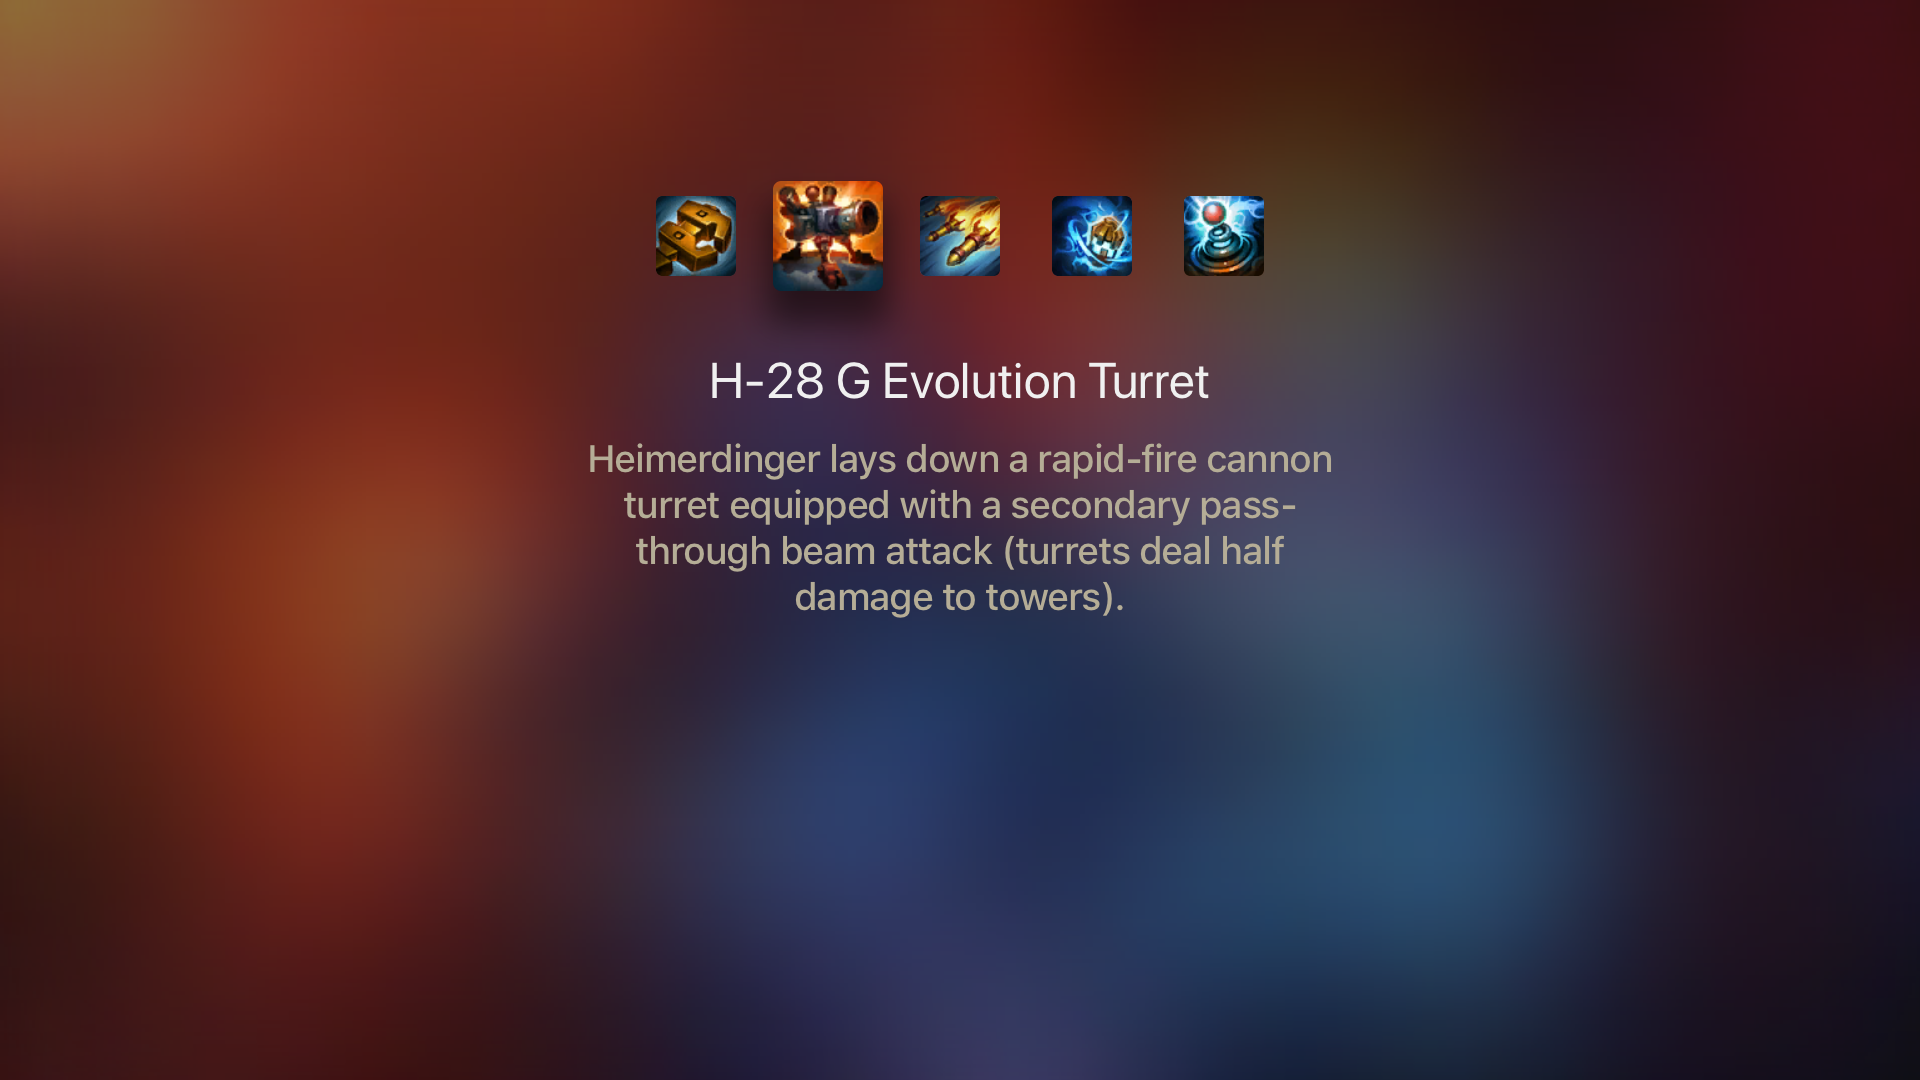 H-28 G Evolution Turret
Heimerdinger lays down a rapid-fire cannon
turret equipped with a secondary pass-
through beam attack (turrets deal half
damage to towers).